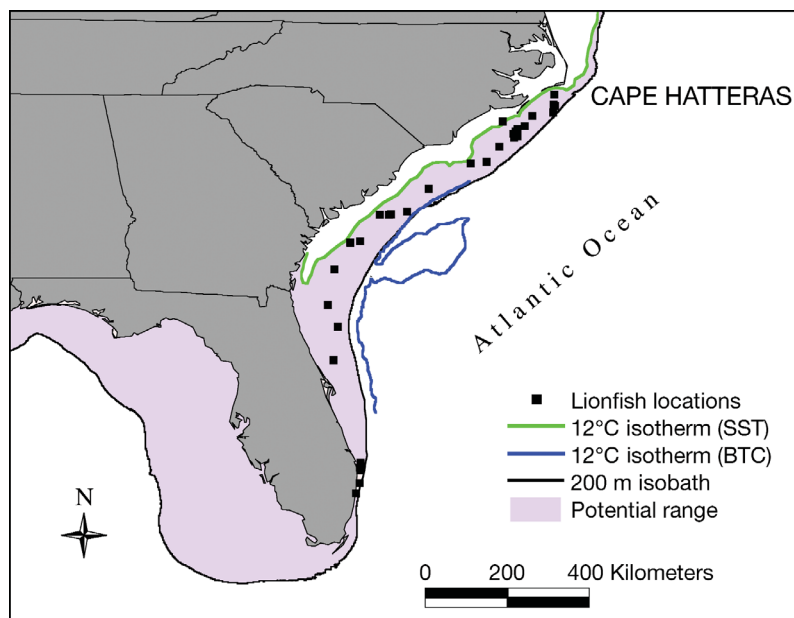 CAPE HATTERAS
Atlantic Ocean
Lionfish locations
12°C isotherm (SST)
12°C isotherm (BTC)
200 m isobath
Potential range
N
0 200 400 Kilometers